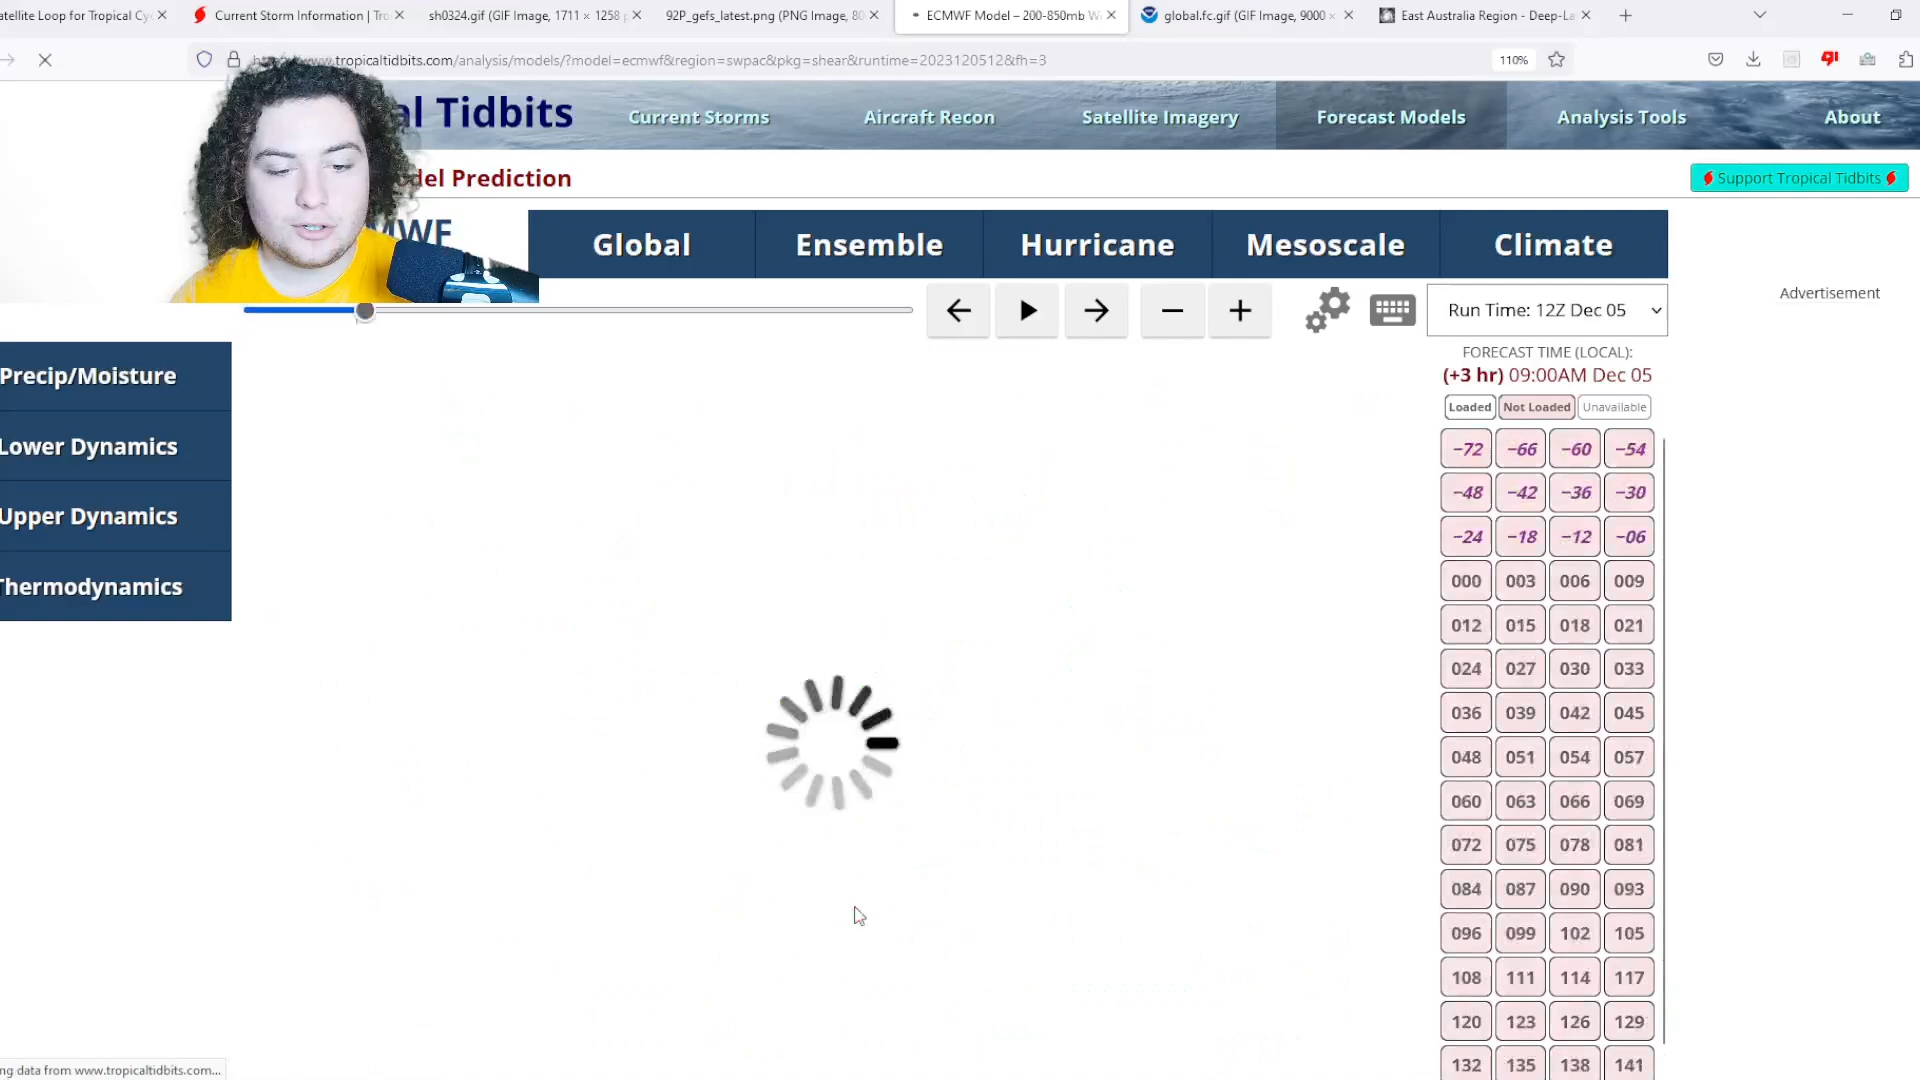 atellite Loop for Tropical Cyc
Current Storm Information | Tro
sh0324.gif (GIF Image, 1711 × 1258 p
92P_gefs_latest.png (PNG Image, 80
ECMWF Model – 200-850mb W
global.fc.gif (GIF Image, 9000 ×
East Australia Region - Deep-La
.tropicaltidbits.com/analysis/models/?model=ecmwf&region=swpac&pkg=shear&runtime=2023120512&fh=3
110%
al Tidbits
Current Storms
Aircraft Recon
Satellite Imagery
Forecast Models
Analysis Tools
About
del Prediction
Support Tropical Tidbits
MWF
Global
Ensemble
Hurricane
Mesoscale
Climate
Advertisement
Run Time: 12Z Dec 05
FORECAST TIME (LOCAL):
(+3 hr) 09:00AM Dec 05
Loaded Not Loaded Unavailable
Precip/Moisture
Lower Dynamics
Upper Dynamics
Thermodynamics
−72 −66 −60 −54
−48 −42 −36 −30
−24 −18 −12 −06
000 003 006 009
012 015 018 021
024 027 030 033
036 039 042 045
048 051 054 057
060 063 066 069
072 075 078 081
084 087 090 093
096 099 102 105
108 111 114 117
120 123 126 129
132 135 138 141
ng data from www.tropicaltidbits.com...